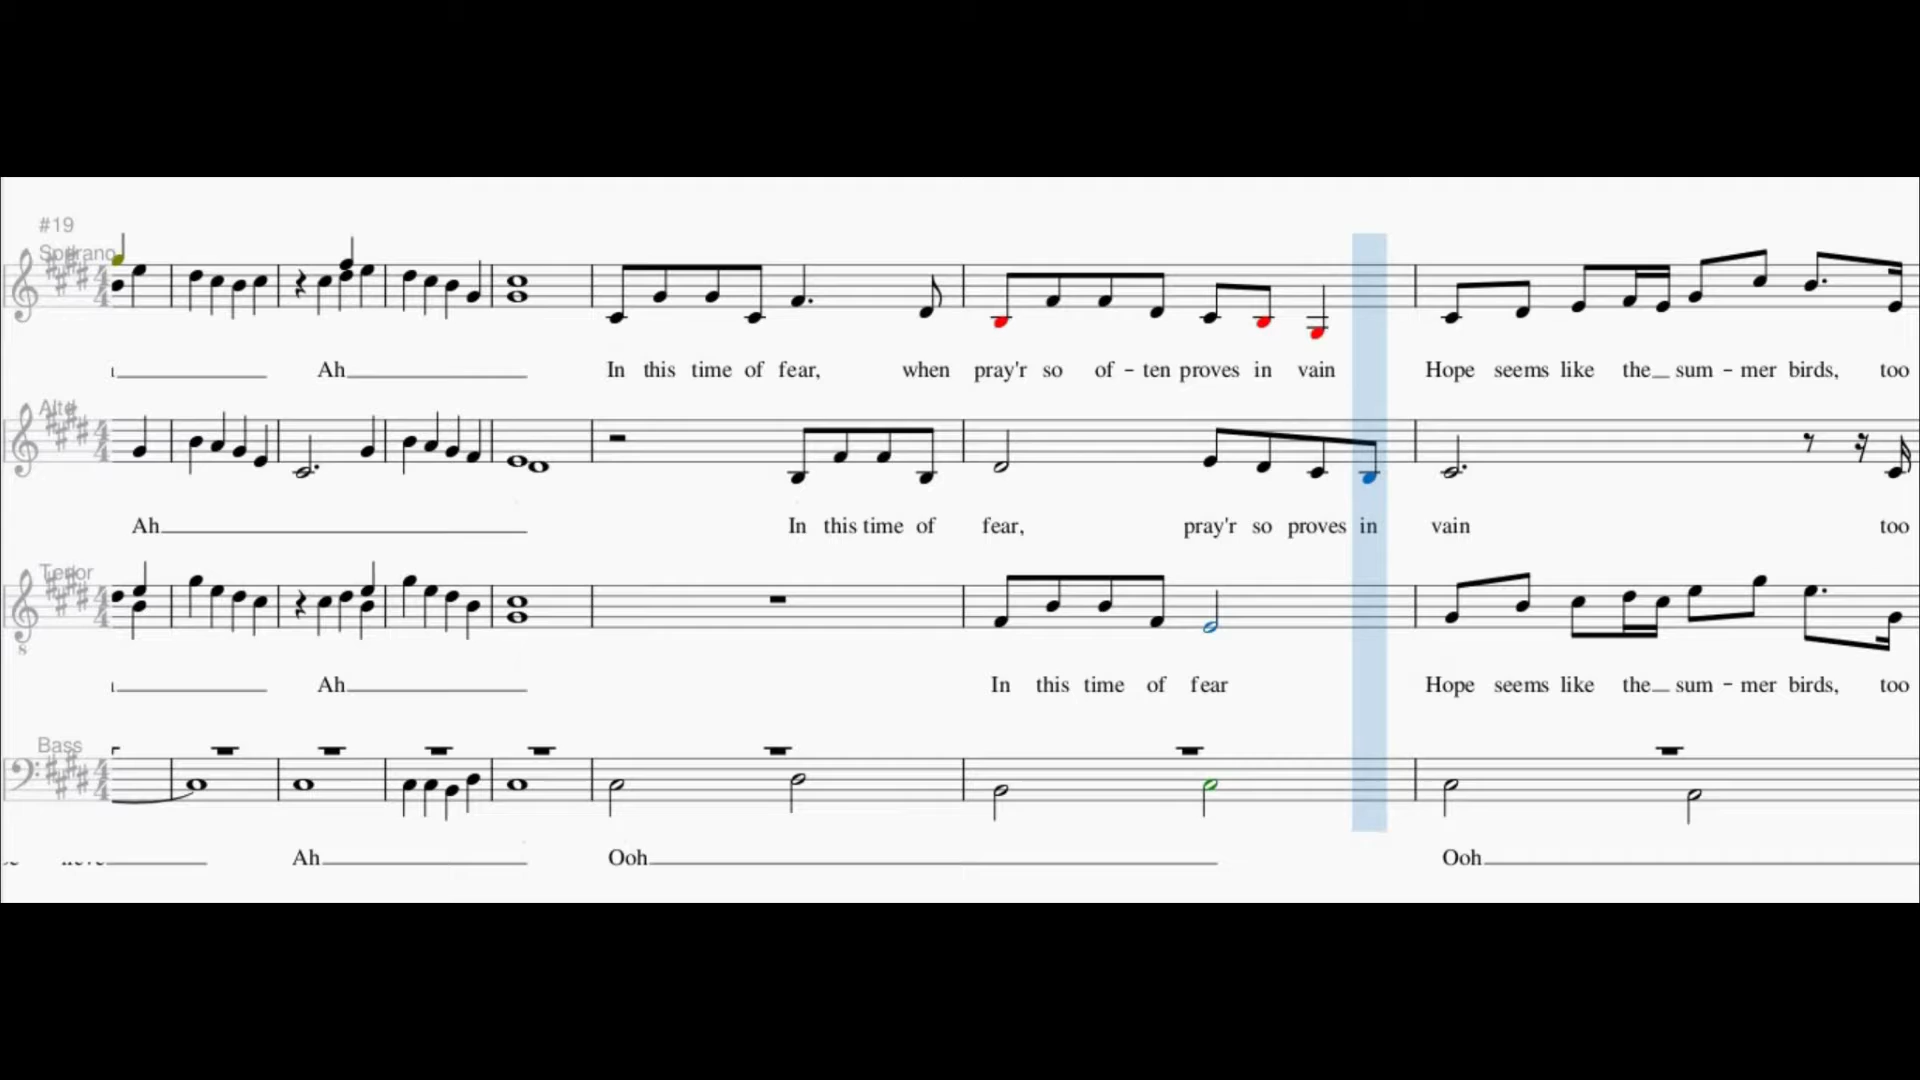 #19
Soprano
Ah
In this time of fear, when pray'r so of - ten proves in vain Hope seems like the sum - mer birds, too
Alto
Ah In this time of fear, pray'r so proves in vain too
Tenor
Ah In this time of fear Hope seems like the sum - mer birds, too
8
Bass
Ah Ooh Ooh